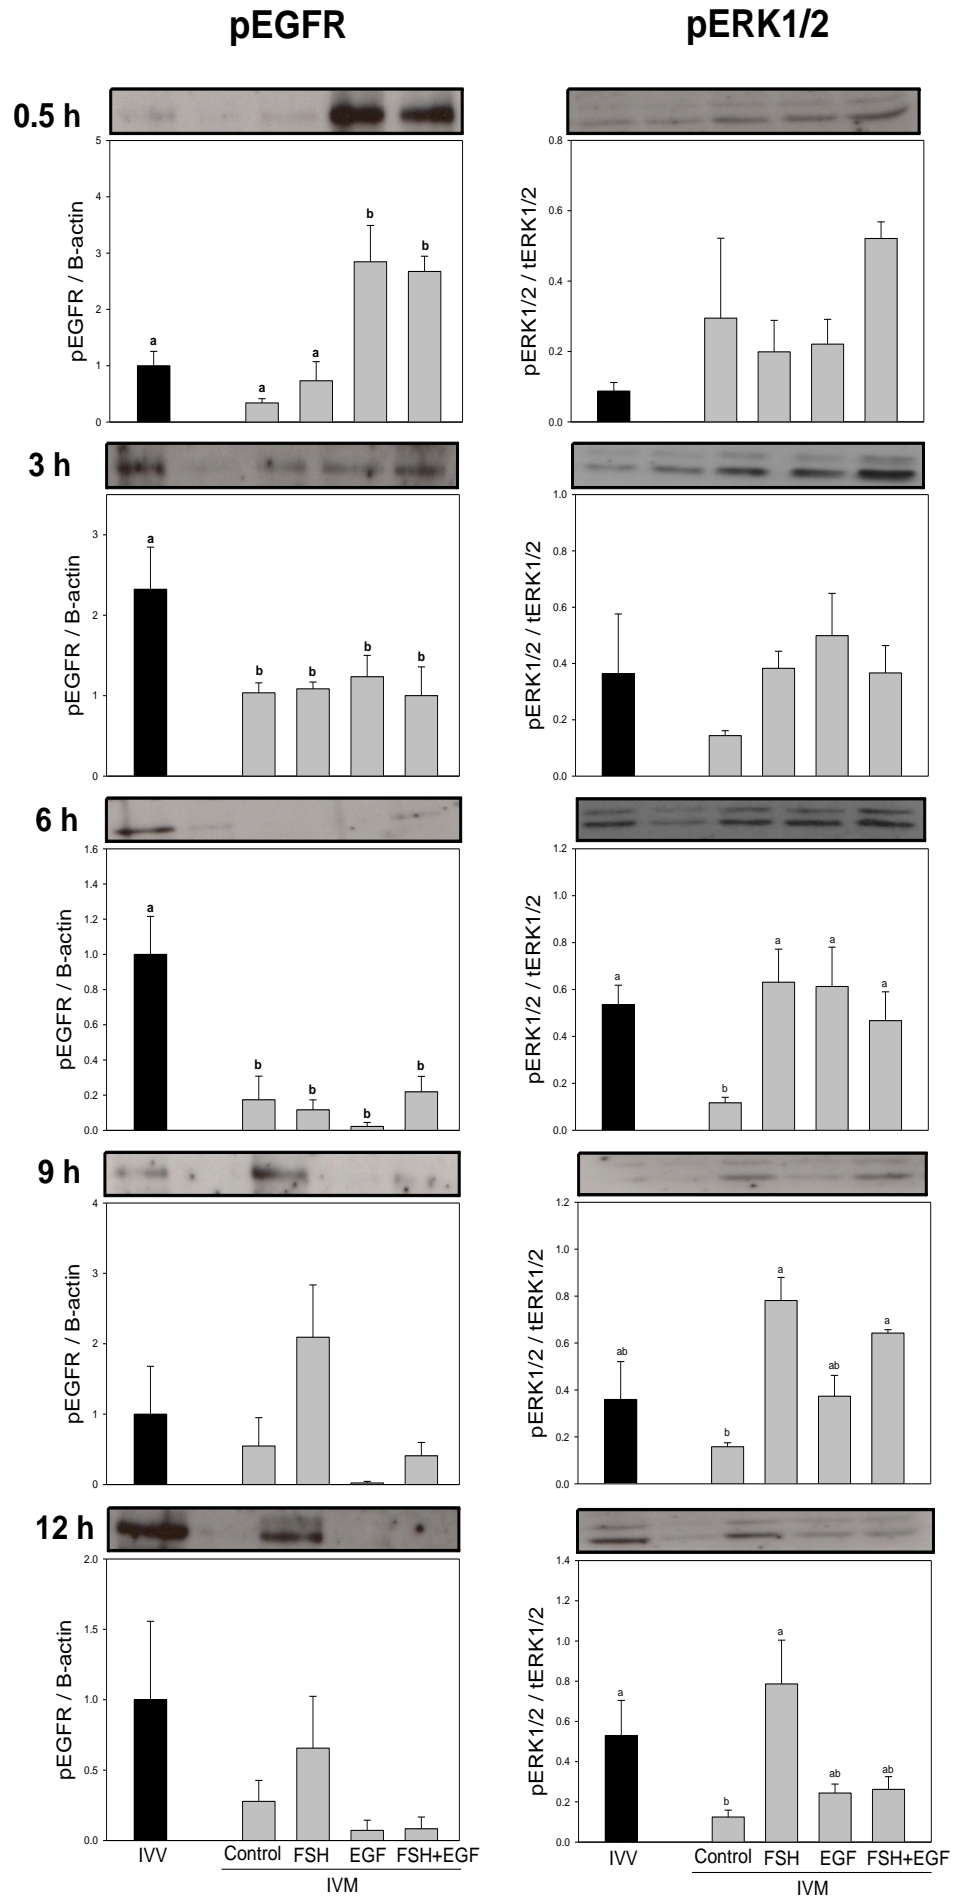 pEGFR
pERK1/2
0.5 h
pEGFR / B-actin
5
4
3
2
1
0
a
a
a
b
b
pERK1/2 / tERK1/2
0.8
0.6
0.4
0.2
0.0
3 h
pEGFR / B-actin
3
2
1
0
a
b
b
b
b
pERK1/2 / tERK1/2
1.0
0.8
0.6
0.4
0.2
0.0
6 h
pEGFR / B-actin
1.6
1.4
1.2
1.0
0.8
0.6
0.4
0.2
0.0
a
b
b
b
b
pERK1/2 / tERK1/2
1.2
1.0
0.8
0.6
0.4
0.2
0.0
a
b
a
a
a
9 h
pEGFR / B-actin
4
3
2
1
0
pERK1/2 / tERK1/2
1.2
1.0
0.8
0.6
0.4
0.2
0.0
ab
b
a
ab
a
12 h
pEGFR / B-actin
2.0
1.5
1.0
0.5
0.0
IVV Control FSH EGF FSH+EGF
IVM
pERK1/2 / tERK1/2
1.4
1.2
1.0
0.8
0.6
0.4
0.2
0.0
a
b
a
ab
ab
IVV Control FSH EGF FSH+EGF
IVM